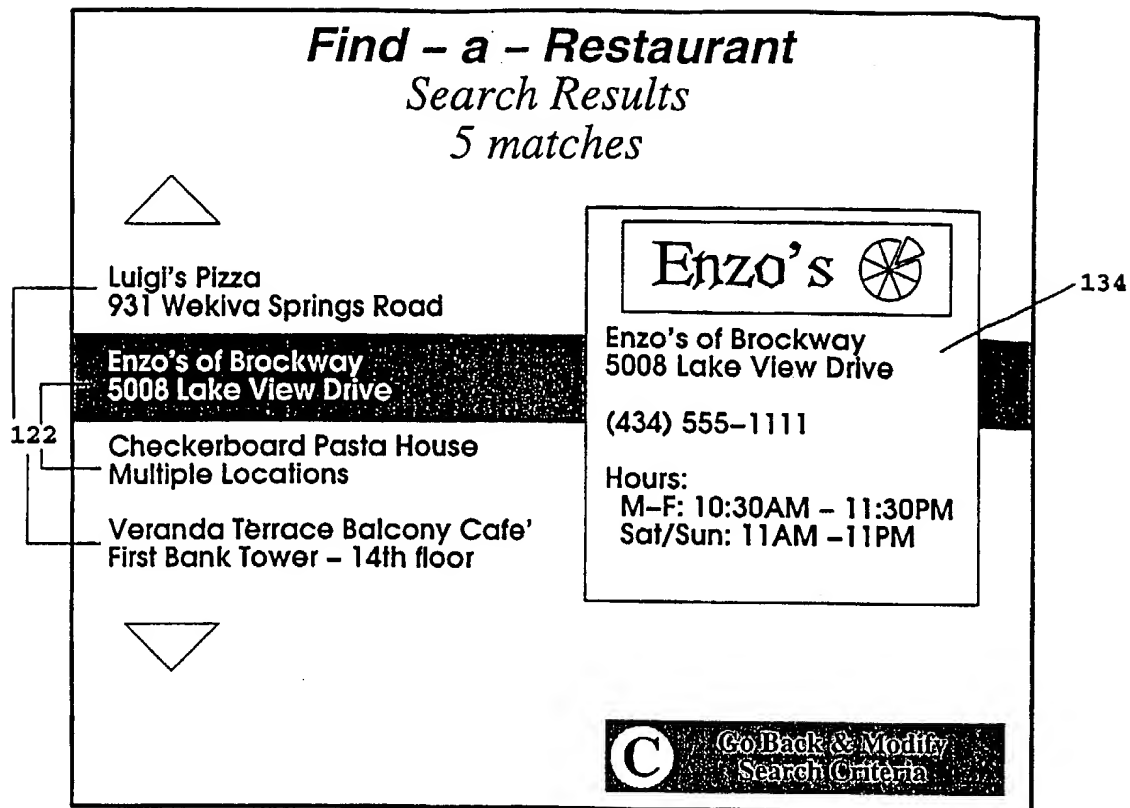 Find – a – Restaurant
Search Results
5 matches
Luigi's Pizza
931 Wekiva Springs Road
Enzo's of Brockway
5008 Lake View Drive
Checkerboard Pasta House
Multiple Locations
Veranda Terrace Balcony Cafe'
First Bank Tower – 14th floor
122
Enzo's
Enzo's of Brockway
5008 Lake View Drive
(434) 555–1111
Hours:
M–F: 10:30AM – 11:30PM
Sat/Sun: 11AM –11PM
134
C
Go Back & Modify
Search Criteria